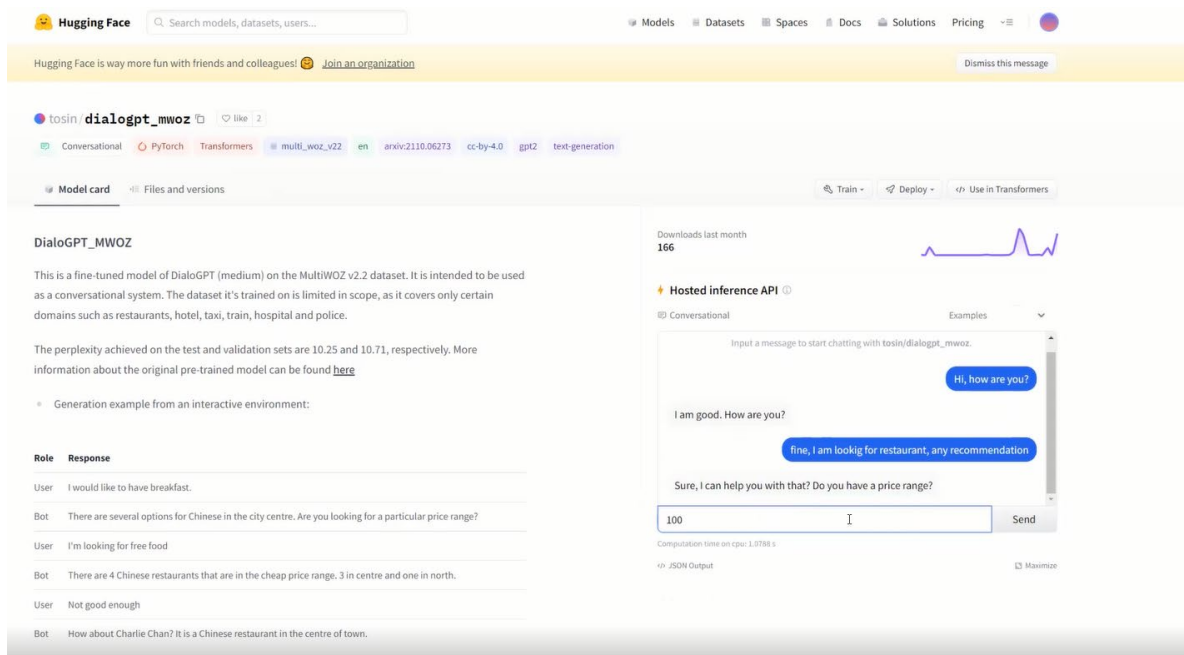 Hugging Face
Search models, datasets, users...
Models
Datasets
Spaces
Docs
Solutions
Pricing
Hugging Face is way more fun with friends and colleagues! Join an organization
Dismiss this message
tosin/dialogpt_mwoz
like 2
Conversational
PyTorch
Transformers
multi_woz_v22
en
arxiv:2110.06273
cc-by-4.0
gpt2
text-generation
Model card
Files and versions
Train
Deploy
</> Use in Transformers
DialoGPT_MWOZ
This is a fine-tuned model of DialoGPT (medium) on the MultiWOZ v2.2 dataset. It is intended to be used
as a conversational system. The dataset it's trained on is limited in scope, as it covers only certain
domains such as restaurants, hotel, taxi, train, hospital and police.
The perplexity achieved on the test and validation sets are 10.25 and 10.71, respectively. More
information about the original pre-trained model can be found here
Generation example from an interactive environment:
Role Response
User I would like to have breakfast.
Bot There are several options for Chinese in the city centre. Are you looking for a particular price range?
User I'm looking for free food
Bot There are 4 Chinese restaurants that are in the cheap price range. 3 in centre and one in north.
User Not good enough
Bot How about Charlie Chan? It is a Chinese restaurant in the centre of town.
Downloads last month
166
Hosted inference API
Conversational
Examples
Input a message to start chatting with tosin/dialogpt_mwoz.
Hi, how are you?
I am good. How are you?
fine, I am lookig for restaurant, any recommendation
Sure, I can help you with that? Do you have a price range?
100
Send
Computation time on cpu: 1.0788 s
</> JSON Output
Maximize